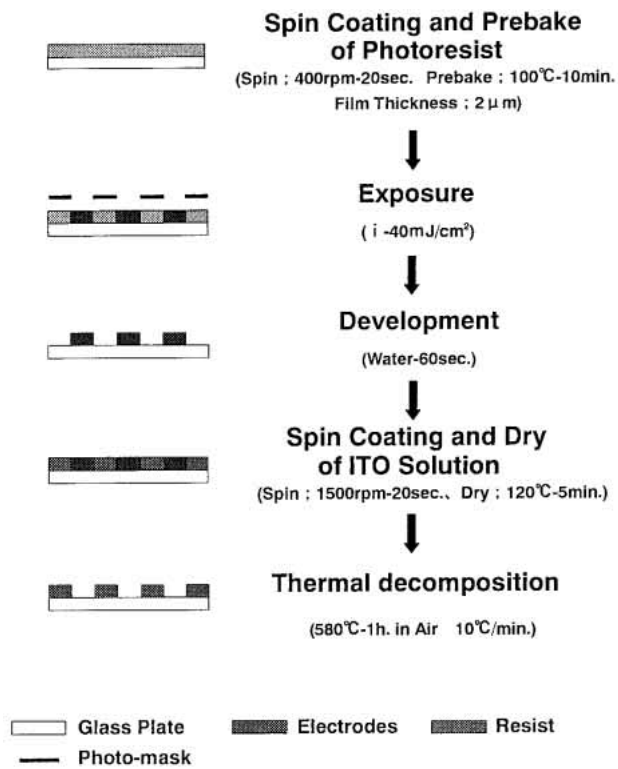 Spin Coating and Prebake
of Photoresist
(Spin ; 400rpm-20sec. Prebake ; 100℃-10min.
Film Thickness ; 2μm)
Exposure
( i -40mJ/cm²)
Development
(Water-60sec.)
Spin Coating and Dry
of ITO Solution
(Spin ; 1500rpm-20sec.、Dry ; 120℃-5min.)
Thermal decomposition
(580℃-1h. in Air 10℃/min.)
Glass Plate Electrodes Resist
Photo-mask